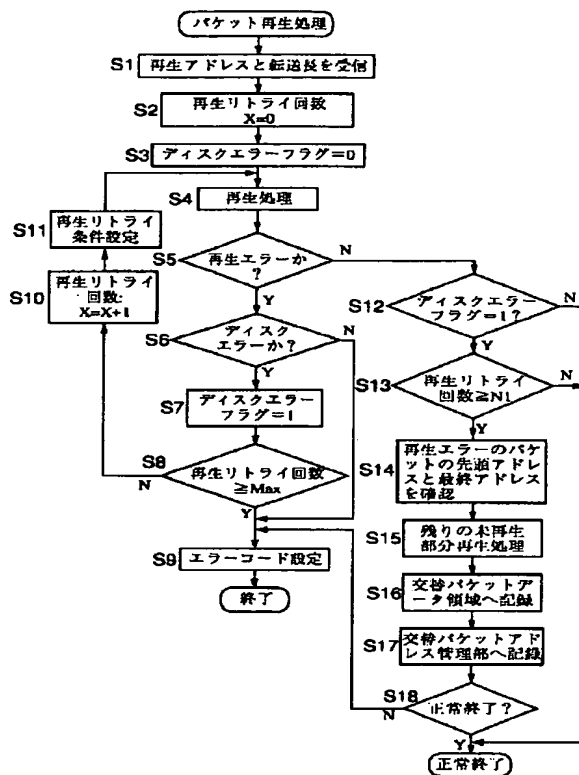 パケット再生処理
S1
再生アドレスと転送長を受信
S2
再生リトライ回数
X=0
S3
ディスクエラーフラグ=0
S4
再生処理
S11
再生リトライ
条件設定
S5
再生エラーか
?
N
Y
S10
再生リトライ
回数:
X=X+1
S12
ディスクエラー
フラグ=1?
N
Y
S6
ディスク
エラーか?
N
Y
S13
再生リトライ
回数≧N1
N
Y
S7
ディスクエラー
フラグ=1
S8
再生リトライ回数
≧Max
N
Y
S14
再生エラーのパケ
ットの先頭アドレ
スと最終アドレス
を確認
S9
エラーコード設定
終了
S15
残りの未再生
部分再生処理
S16
交替パケットデ
ータ領域へ記録
S17
交替パケットアド
レス管理部へ記録
S18
正常終了?
N
Y
正常終了